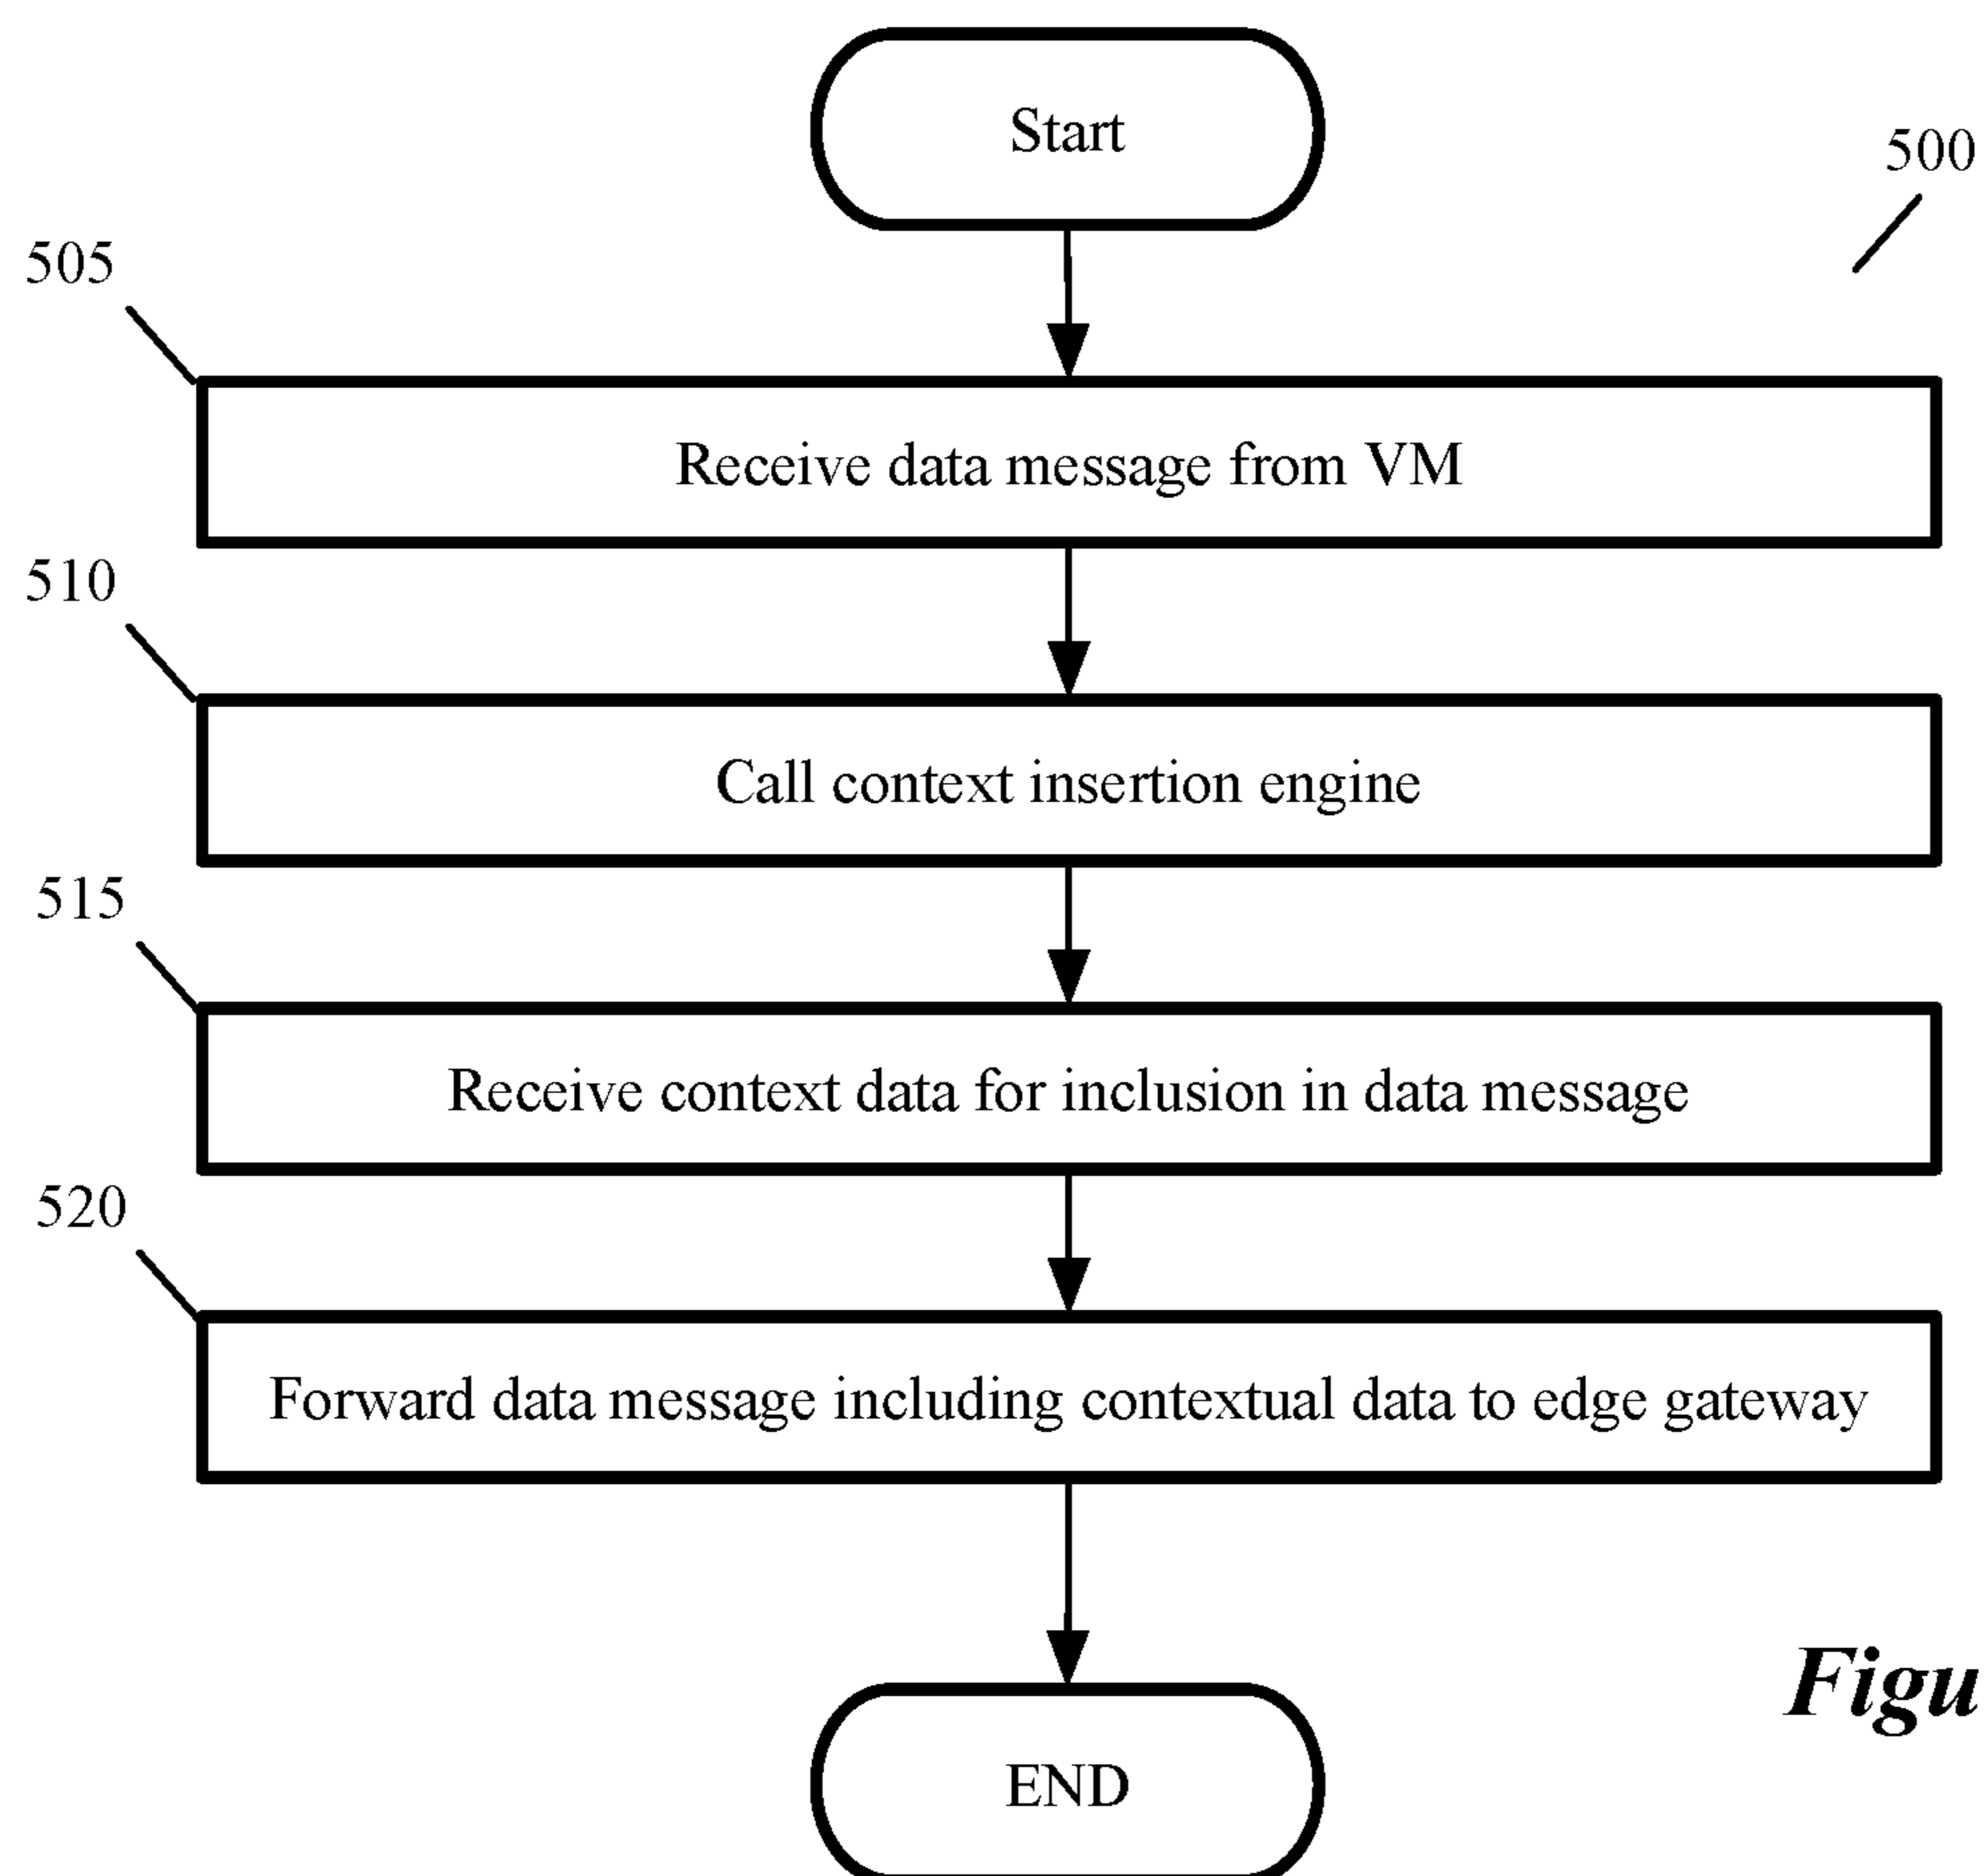 Start
500
505
Receive data message from VM
510
Call context insertion engine
515
Receive context data for inclusion in data message
520
Forward data message including contextual data to edge gateway
Figu
END